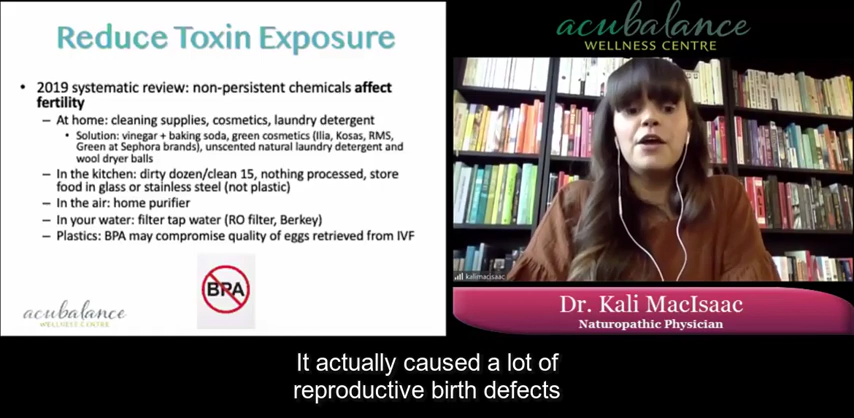 Reduce Toxin Exposure
• 2019 systematic review: non-persistent chemicals affect
fertility
– At home: cleaning supplies, cosmetics, laundry detergent
• Solution: vinegar + baking soda, green cosmetics (Ilia, Kosas, RMS,
Green at Sephora brands), unscented natural laundry detergent and
wool dryer balls
– In the kitchen: dirty dozen/clean 15, nothing processed, store
food in glass or stainless steel (not plastic)
– In the air: home purifier
– In your water: filter tap water (RO filter, Berkey)
– Plastics: BPA may compromise quality of eggs retrieved from IVF
BPA
acubalance
WELLNESS CENTRE
acubalance
WELLNESS CENTRE
kalimacisaac
Dr. Kali MacIsaac
Naturopathic Physician
It actually caused a lot of
reproductive birth defects